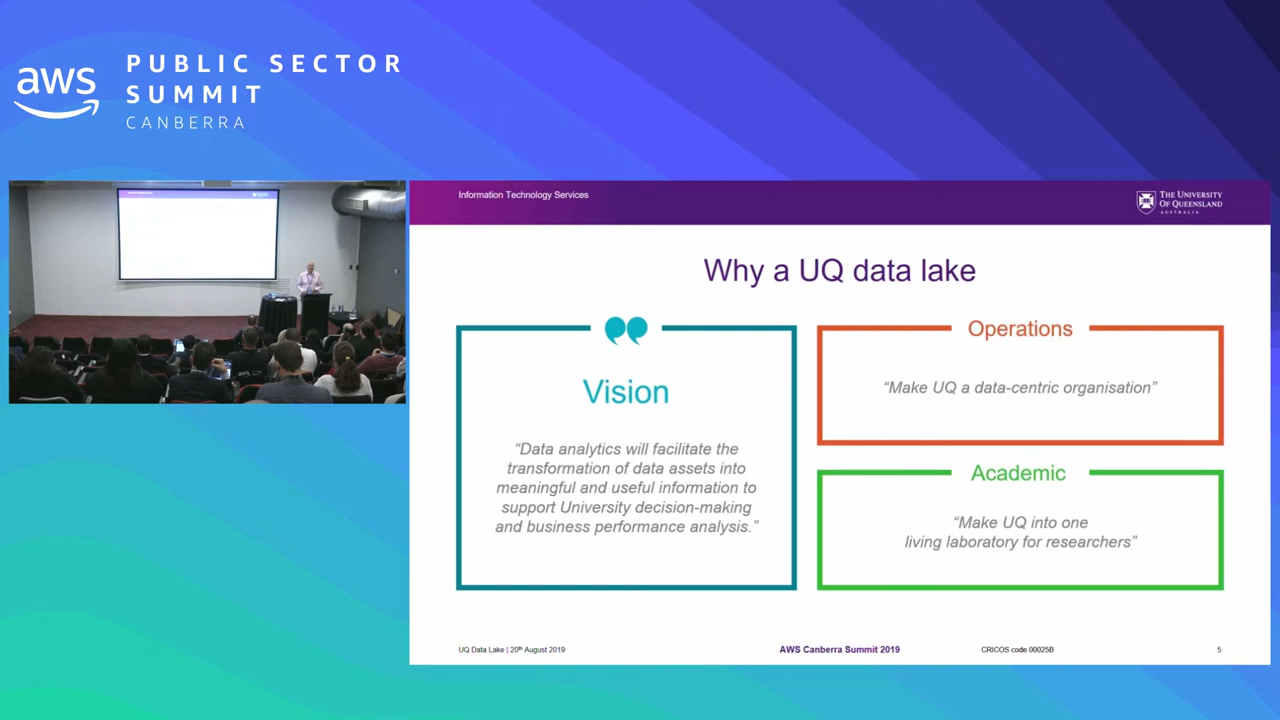 aws
PUBLIC SECTOR
SUMMIT
CANBERRA
Information Technology Services
THE UNIVERSITY
OF QUEENSLAND
AUSTRALIA
Why a UQ data lake
Vision
“Data analytics will facilitate the
transformation of data assets into
meaningful and useful information to
support University decision-making
and business performance analysis.”
Operations
“Make UQ a data-centric organisation”
Academic
“Make UQ into one
living laboratory for researchers”
UQ Data Lake | 20th August 2019
AWS Canberra Summit 2019
CRICOS code 00025B
5